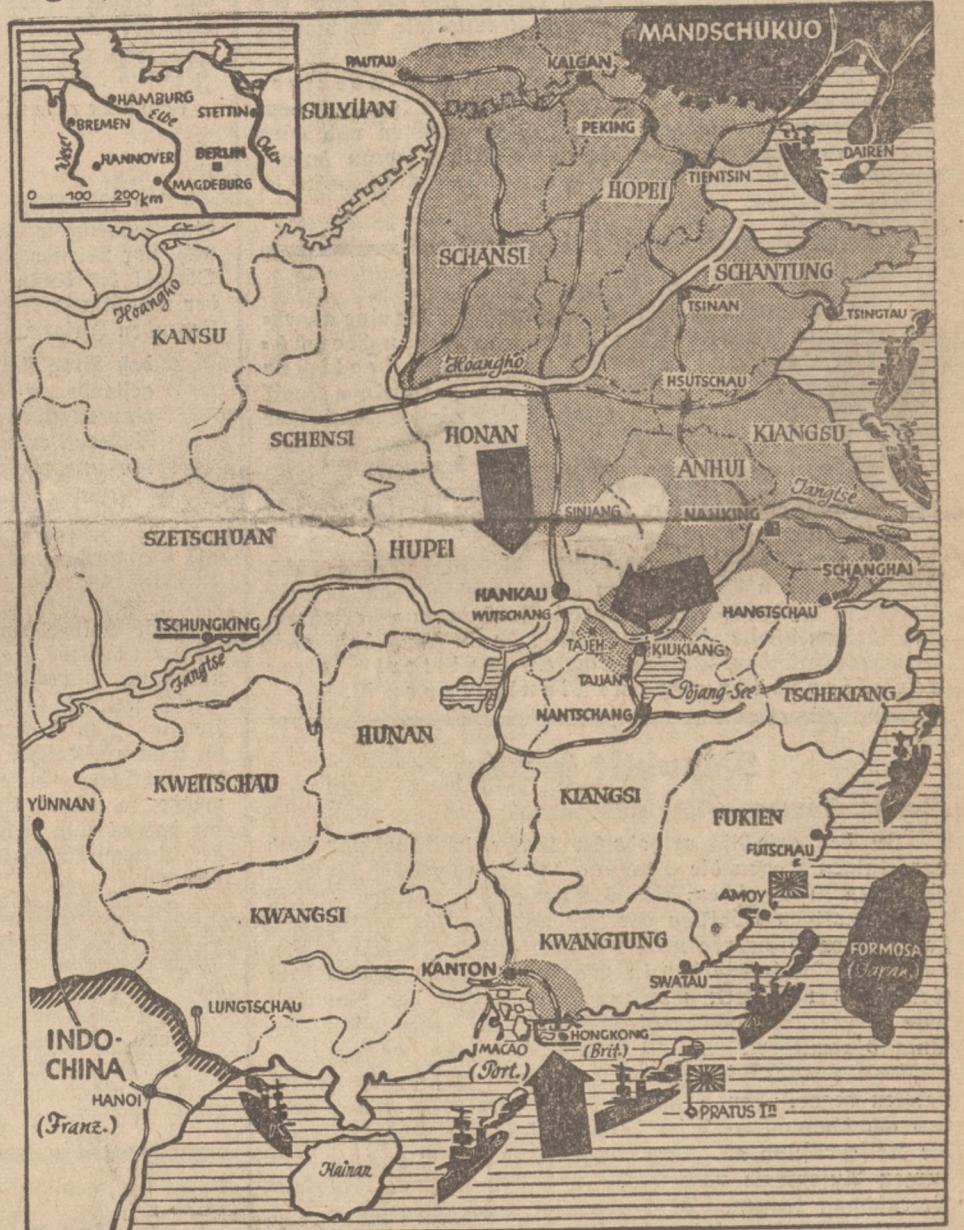 HAMBURG
Elbe
STETTIN
BREMEN
Weser
HANNOVER
BERLIN
Oder
MAGDEBURG
0 100 200 km
MANDSCHUKUO
PAUTAU
KALGAN
SUIYÜAN
PEKING
DAIREN
TIENTSIN
HOPEI
SCHANSI
SCHANTUNG
Hoangho
TSINAN
TSINGTAU
KANSU
Hoangho
HSUTSCHAU
SCHENSI
HONAN
KIANGSU
ANHUI
Jangtse
SINJANG
NANKING
SZETSCHUAN
HUPEI
SCHANGHAI
HANKAU
WUTSCHANG
HANGTSCHAU
TSCHUNGKING
TAJEH
KIUKIANG
Jangtse
TAIJAN
Pojang-See
TSCHEKIANG
NANTSCHANG
HUNAN
KWEITSCHAU
KIANGSI
YÜNNAN
FUKIEN
FUTSCHAU
AMOY
KWANGSI
KWANGTUNG
FORMOSA
(Japan.)
KANTON
SWATAU
LUNGTSCHAU
INDO-
CHINA
HONGKONG
(Brit.)
MACAO
(Port.)
HANOI
(Franz.)
PRATUS In
Hainan